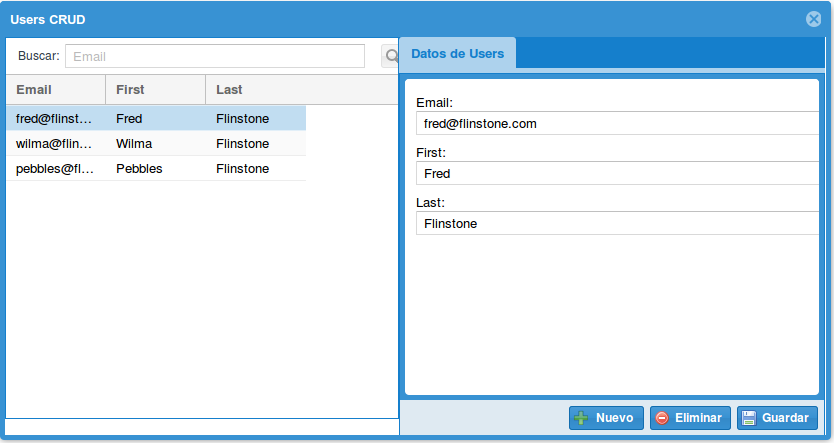 Users CRUD
Buscar: Email
Email First Last
fred@flinst... Fred Flinstone
wilma@flin... Wilma Flinstone
pebbles@fl... Pebbles Flinstone
Datos de Users
Email:
fred@flinstone.com
First:
Fred
Last:
Flinstone
Nuevo Eliminar Guardar